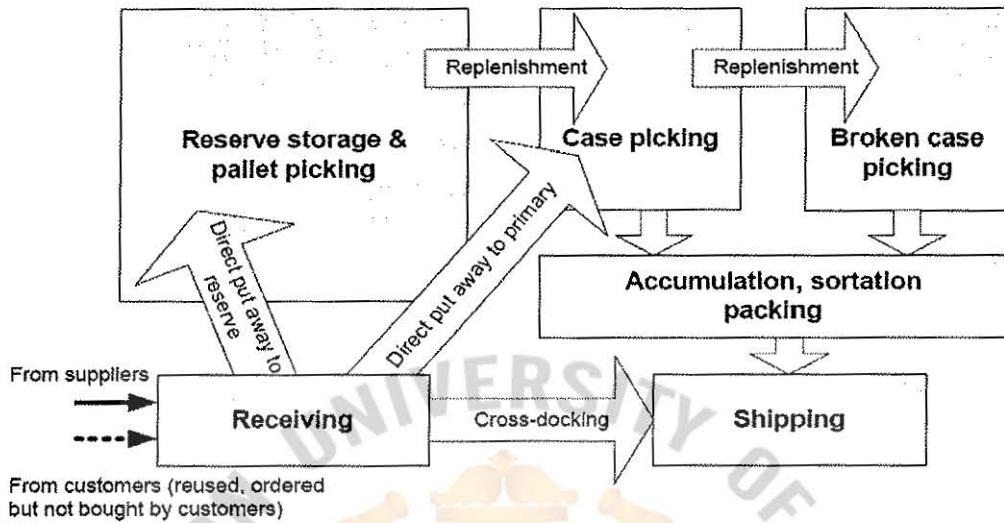 Replenishment
Replenishment
Reserve storage &
pallet picking
Case picking
Broken case
picking
Direct put away to
reserve
Direct put away to primary
Accumulation, sortation
packing
From suppliers
Receiving
Cross-docking
Shipping
From customers (reused, ordered
but not bought by customers)
UNIVERSITY OF